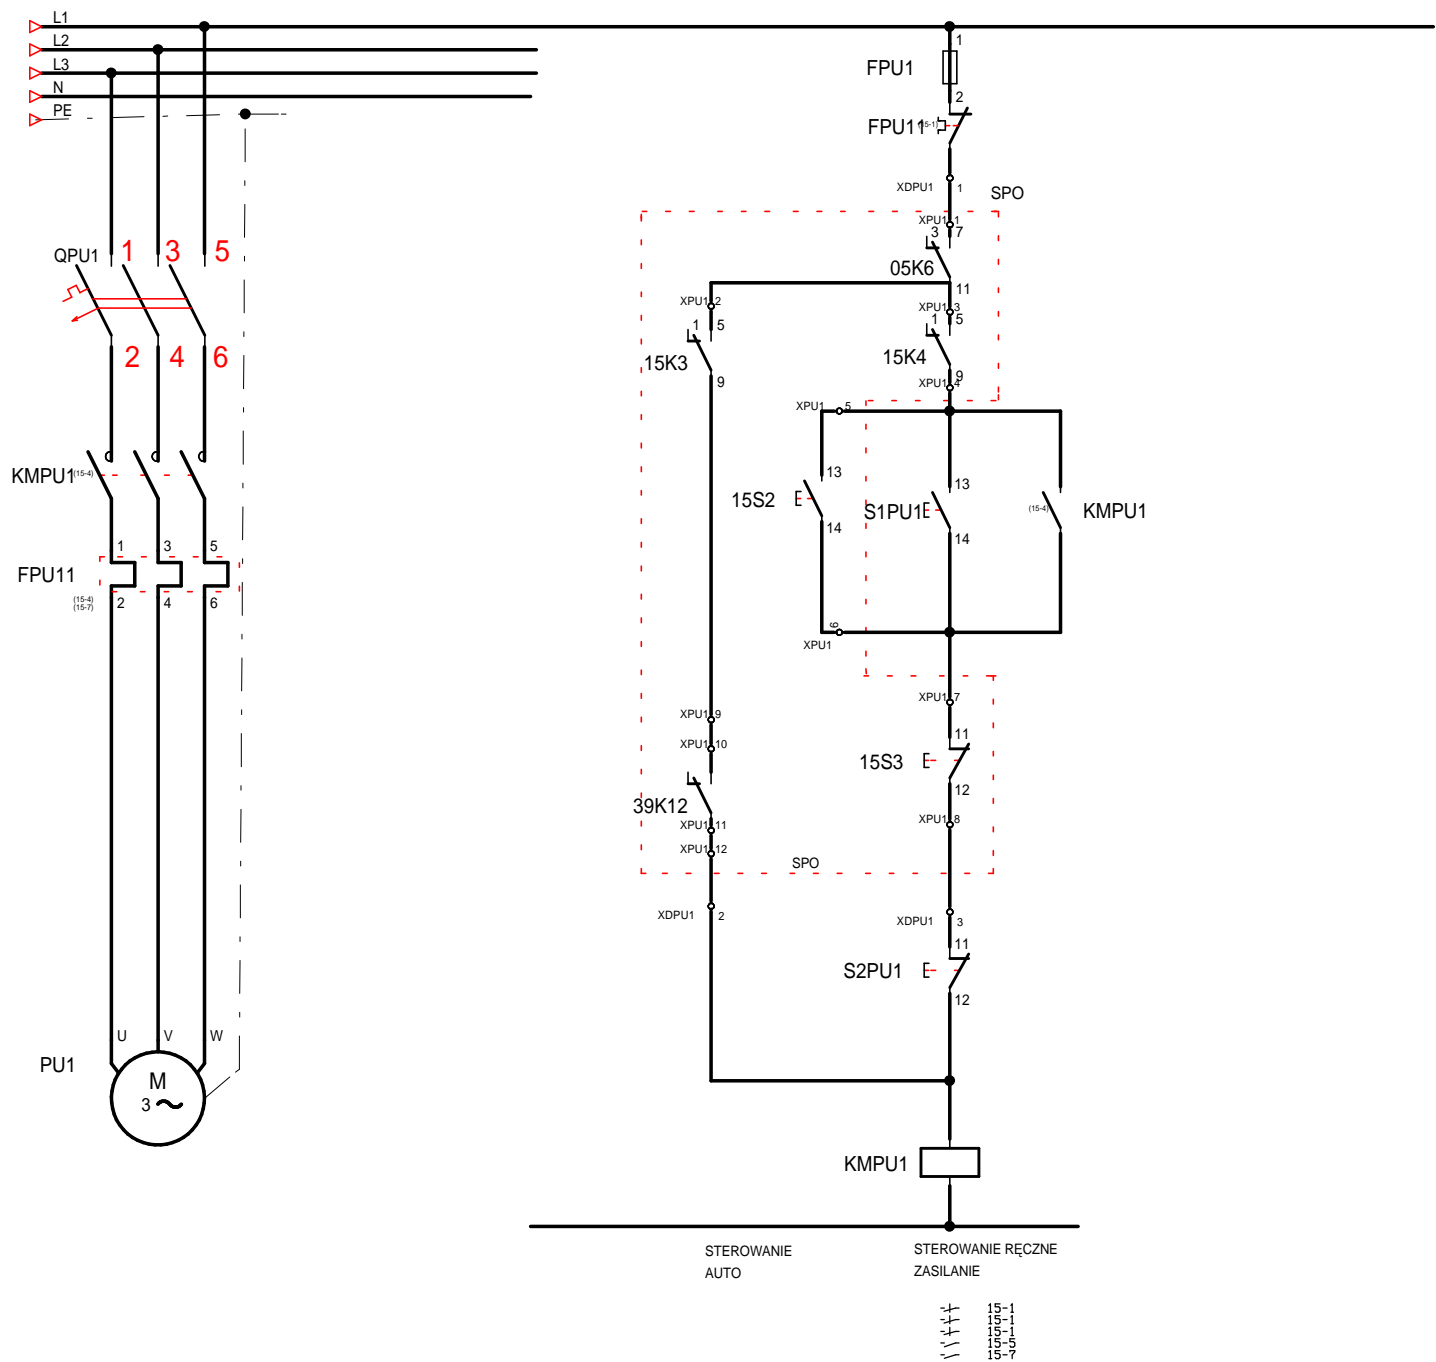 L1
L2
L3
N
PE
QPU1
1 3 5
2 4 6
KMPU1 (15-4)
1 3 5
FPU11
(15-4)
(15-7)
2 4 6
U V W
PU1
M
3
1
FPU1
2
FPU11 (15-1)
XDPU1 1
SPO
XPU1 1
3 7
05K6
11
XPU1 2
1 5
15K3
9
XPU1 3
1 5
15K4
9
XPU1 4
XPU1 5
13
15S2
14
13
S1PU1
14
(15-4) KMPU1
6
XPU1
XPU1 7
XPU1 9
XPU1 10
11
15S3
12
39K12
XPU1 11
XPU1 12
XPU1 8
SPO
XDPU1 2
XDPU1 3
11
S2PU1
12
KMPU1
STEROWANIE
AUTO
STEROWANIE RĘCZNE
ZASILANIE
15-1
15-1
15-1
15-5
15-7